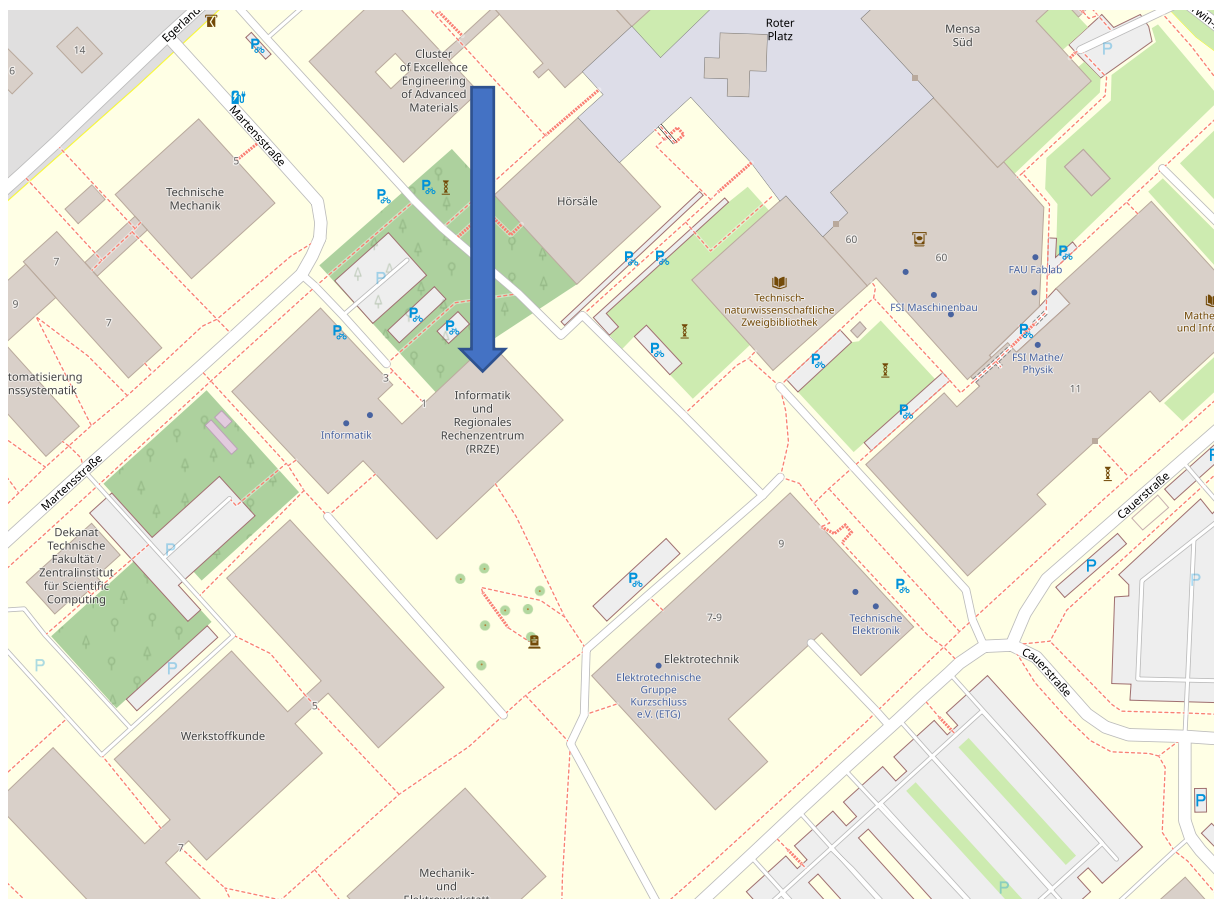 Roter
Platz
Mensa
Süd
Egerland
14
6
Cluster
of Excellence
Engineering
of Advanced
Materials
Martensstraße
5
Technische
Mechanik
Hörsäle
7
7
9
60
60
FAU Fablab
FSI Maschinenbau
Technisch-
naturwissenschaftliche
Zweigbibliothek
Mathe
und Info
FSI Mathe/
Physik
11
tomatisierung
nssystematik
3
1
Informatik
und
Regionales
Rechenzentrum
(RRZE)
Informatik
Martensstraße
Cauerstraße
Dekanat
Technische
Fakultät /
Zentralinstitut
für Scientific
Computing
9
7-9
Technische
Elektronik
Elektrotechnik
Elektrotechnische
Gruppe
Kurzschluss
e.V. (ETG)
Cauerstraße
5
Werkstoffkunde
7
Mechanik-
und
P
P
P
P
P
P
P
P
P
P